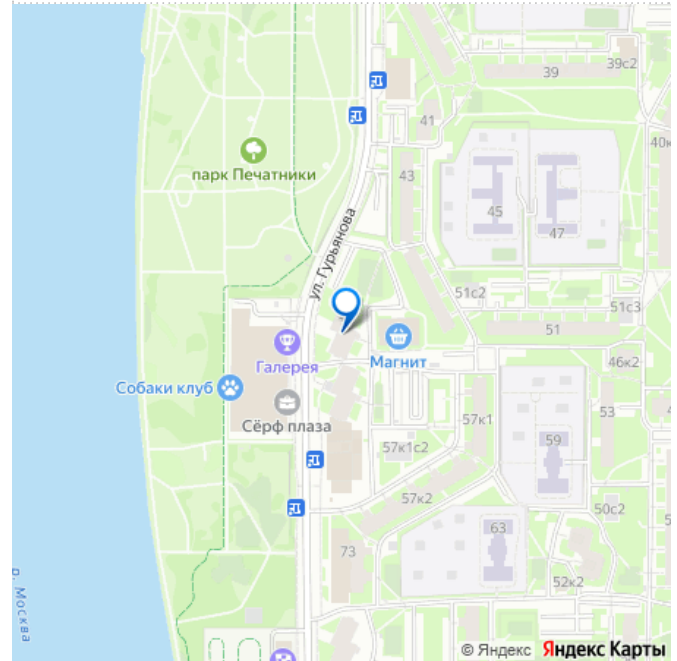 39с2
39
41
40к
парк Печатники
43
45
47
ул. Гурьянова
51с2
51с3
51
Галерея
Магнит
46к2
Собаки клуб
Сёрф плаза
57к1
53
57к1с2
59
57к2
50с2
63
73
52к2
р. Москва
© Яндекс Яндекс Карты